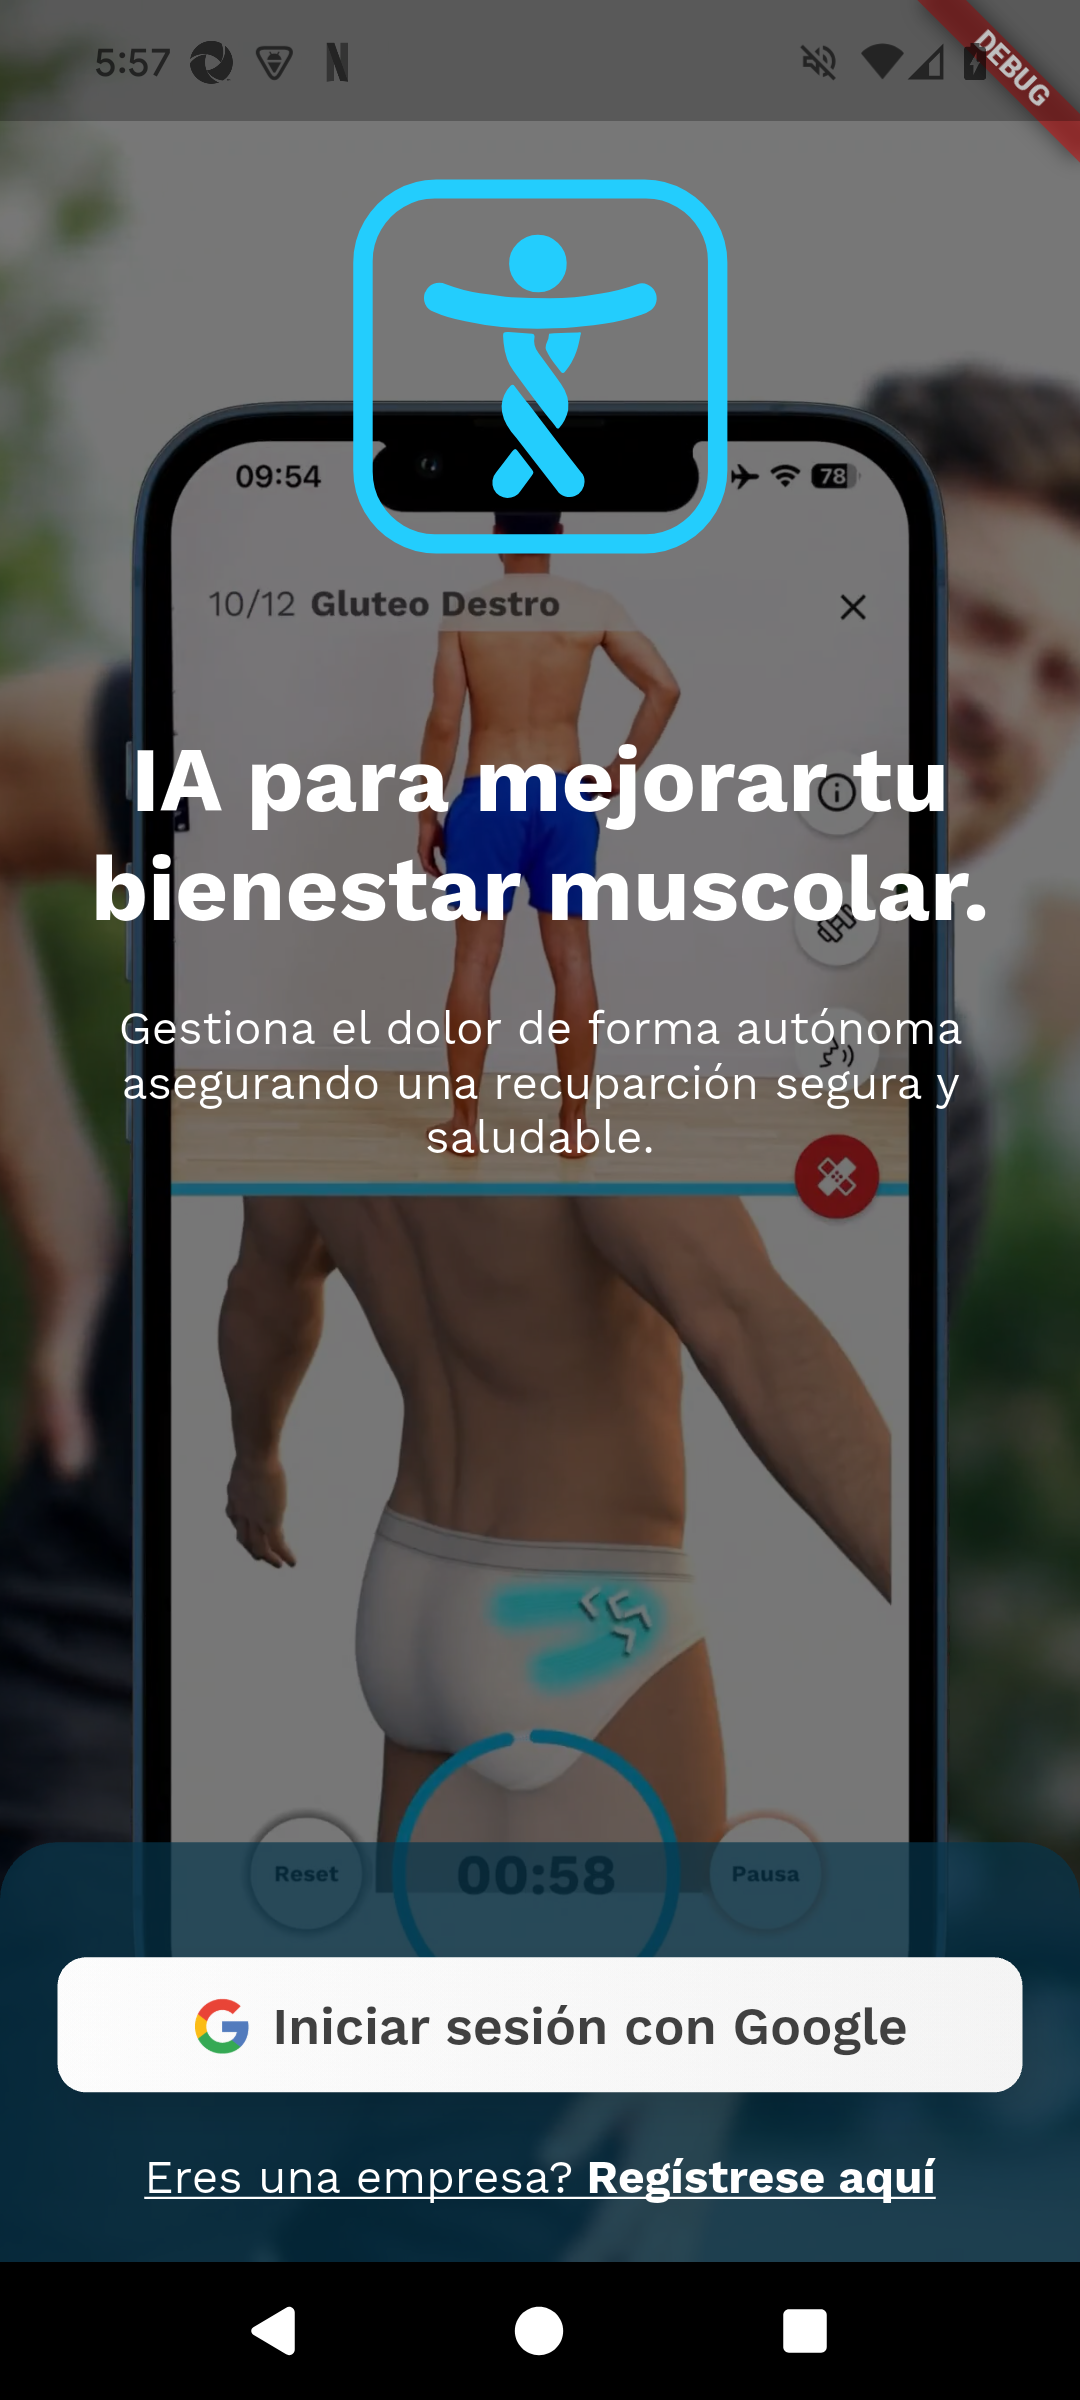 5:57
DEBUG
09:54
78
10/12 Gluteo Destro
IA para mejorar tu
bienestar muscolar.
Gestiona el dolor de forma autónoma
asegurando una recuparción segura y
saludable.
Reset
00:58
Pausa
Iniciar sesión con Google
Eres una empresa? Regístrese aquí